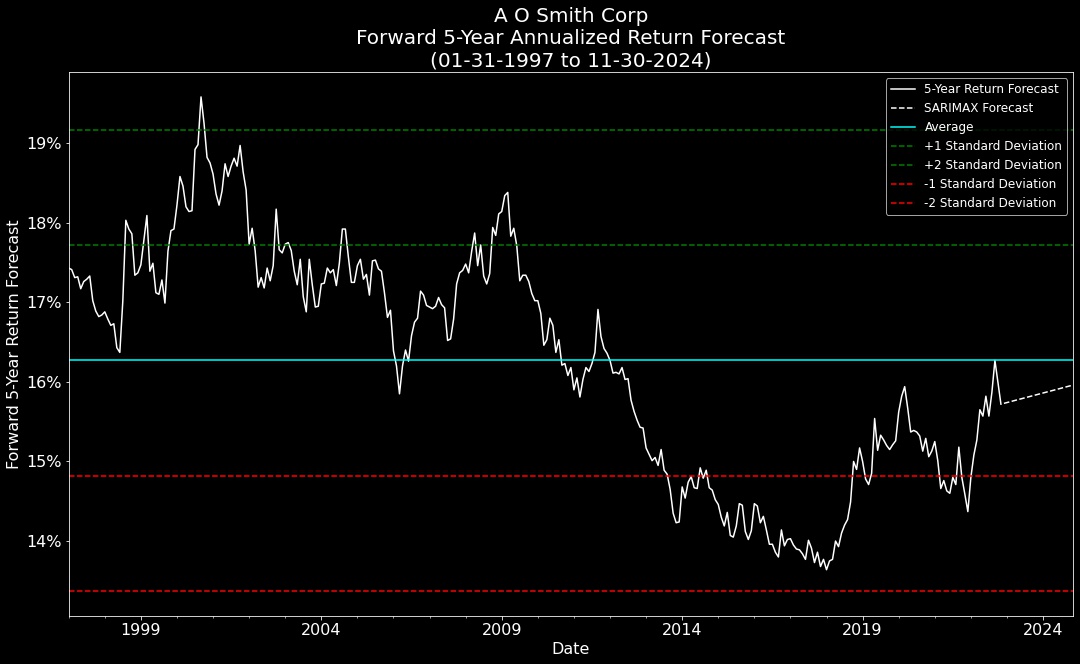 A O Smith Corp
Forward 5-Year Annualized Return Forecast
(01-31-1997 to 11-30-2024)
5-Year Return Forecast
SARIMAX Forecast
Average
+1 Standard Deviation
+2 Standard Deviation
-1 Standard Deviation
-2 Standard Deviation
Forward 5-Year Return Forecast
19%
18%
17%
16%
15%
14%
1999
2004
2009
2014
2019
2024
Date